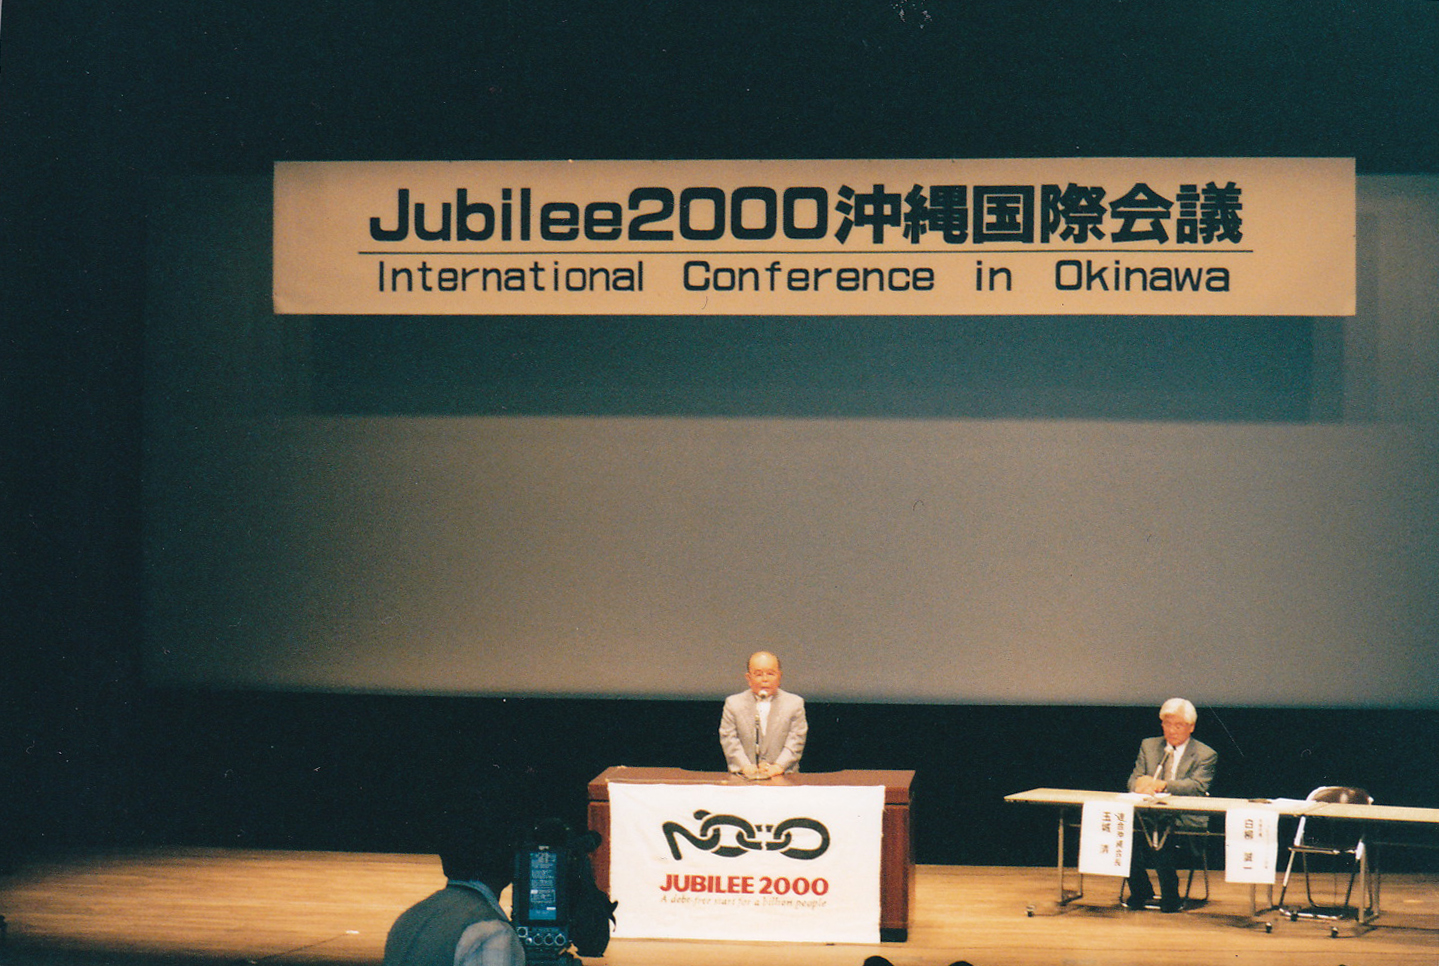 Jubilee2000沖縄国際会議
International Conference in Okinawa
JUBILEE 2000
A debt-free start for a billion people